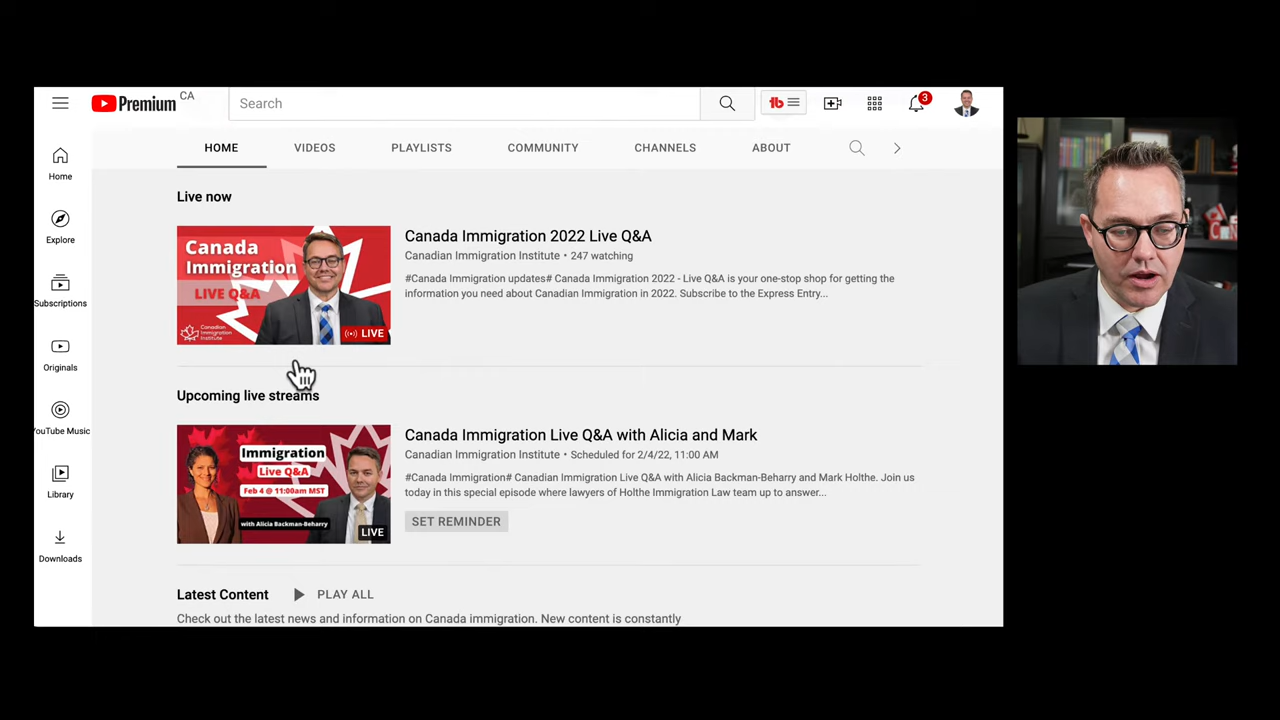 Premium CA
Search
3
HOME VIDEOS PLAYLISTS COMMUNITY CHANNELS ABOUT
Home
Explore
Subscriptions
Originals
YouTube Music
Library
Downloads
Live now
Canada
Immigration
LIVE Q&A
Canadian
Immigration
Institute
LIVE
Canada Immigration 2022 Live Q&A
Canadian Immigration Institute • 247 watching
#Canada Immigration updates# Canada Immigration 2022 - Live Q&A is your one-stop shop for getting the
information you need about Canadian Immigration in 2022. Subscribe to the Express Entry...
Upcoming live streams
Immigration
Live Q&A
Feb 4 @ 11:00am MST
with Alicia Backman-Beharry
LIVE
Canada Immigration Live Q&A with Alicia and Mark
Canadian Immigration Institute • Scheduled for 2/4/22, 11:00 AM
#Canada Immigration# Canadian Immigration Live Q&A with Alicia Backman-Beharry and Mark Holthe. Join us
today in this special episode where lawyers of Holthe Immigration Law team up to answer...
SET REMINDER
Latest Content PLAY ALL
Check out the latest news and information on Canada immigration. New content is constantly